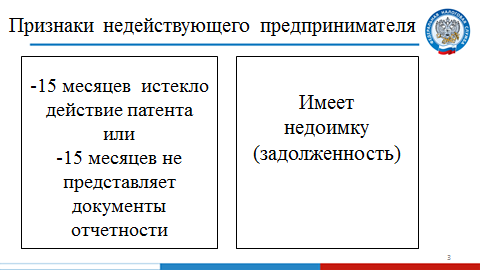 Признаки недействующего предпринимателя
-15 месяцев истекло
действие патента
или
-15 месяцев не
представляет
документы
отчетности
Имеет
недоимку
(задолженность)
3